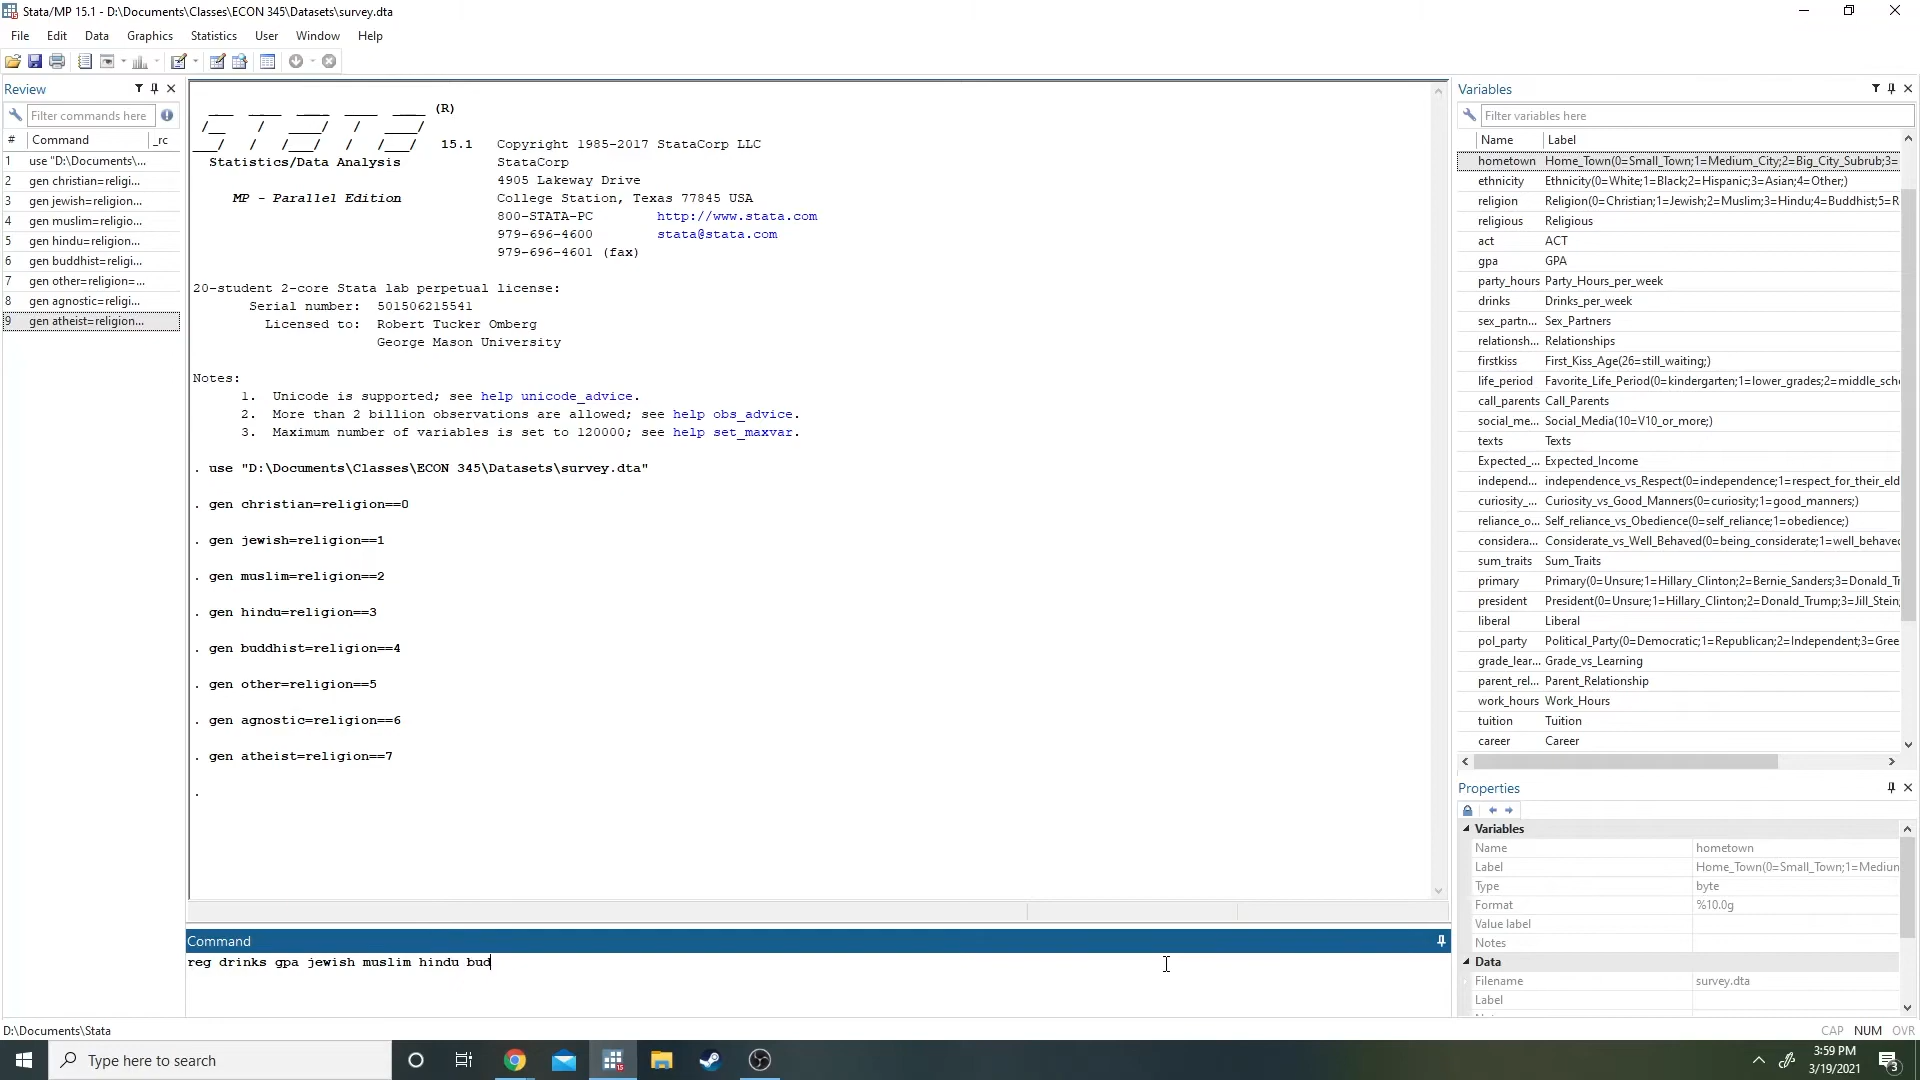 Stata/MP 15.1 - D:\Documents\Classes\ECON 345\Datasets\survey.dta
File Edit Data Graphics Statistics User Window Help
Review
Filter commands here
# Command _rc
1 use "D:\Documents\...
2 gen christian=religi...
3 gen jewish=religion...
4 gen muslim=religio...
5 gen hindu=religion...
6 gen buddhist=religi...
7 gen other=religion=...
8 gen agnostic=religi...
9 gen atheist=religion...
(R)
15.1 Copyright 1985-2017 StataCorp LLC
Statistics/Data Analysis StataCorp
4905 Lakeway Drive
MP - Parallel Edition College Station, Texas 77845 USA
800-STATA-PC http://www.stata.com
979-696-4600 stata@stata.com
979-696-4601 (fax)
20-student 2-core Stata lab perpetual license:
Serial number: 501506215541
Licensed to: Robert Tucker Omberg
George Mason University
Notes:
1. Unicode is supported; see help unicode_advice.
2. More than 2 billion observations are allowed; see help obs_advice.
3. Maximum number of variables is set to 120000; see help set_maxvar.
. use "D:\Documents\Classes\ECON 345\Datasets\survey.dta"
. gen christian=religion==0
. gen jewish=religion==1
. gen muslim=religion==2
. gen hindu=religion==3
. gen buddhist=religion==4
. gen other=religion==5
. gen agnostic=religion==6
. gen atheist=religion==7
.
Command
reg drinks gpa jewish muslim hindu bud
Variables
Filter variables here
Name Label
hometown Home_Town(0=Small_Town;1=Medium_City;2=Big_City_Subrub;3=
ethnicity Ethnicity(0=White;1=Black;2=Hispanic;3=Asian;4=Other;)
religion Religion(0=Christian;1=Jewish;2=Muslim;3=Hindu;4=Buddhist;5=R
religious Religious
act ACT
gpa GPA
party_hours Party_Hours_per_week
drinks Drinks_per_week
sex_partn... Sex_Partners
relationsh... Relationships
firstkiss First_Kiss_Age(26=still_waiting;)
life_period Favorite_Life_Period(0=kindergarten;1=lower_grades;2=middle_sch
call_parents Call_Parents
social_me... Social_Media(10=V10_or_more;)
texts Texts
Expected_... Expected_Income
independ... independence_vs_Respect(0=independence;1=respect_for_their_eld
curiosity_... Curiosity_vs_Good_Manners(0=curiosity;1=good_manners;)
reliance_o... Self_reliance_vs_Obedience(0=self_reliance;1=obedience;)
considera... Considerate_vs_Well_Behaved(0=being_considerate;1=well_behaved
sum_traits Sum_Traits
primary Primary(0=Unsure;1=Hillary_Clinton;2=Bernie_Sanders;3=Donald_Tr
president President(0=Unsure;1=Hillary_Clinton;2=Donald_Trump;3=Jill_Stein;
liberal Liberal
pol_party Political_Party(0=Democratic;1=Republican;2=Independent;3=Gree
grade_lear... Grade_vs_Learning
parent_rel... Parent_Relationship
work_hours Work_Hours
tuition Tuition
career Career
Properties
Variables
Name hometown
Label Home_Town(0=Small_Town;1=Medium
Type byte
Format %10.0g
Value label
Notes
Data
Filename survey.dta
Label
D:\Documents\Stata
CAP NUM OVR
Type here to search
3:59 PM
3/19/2021
3